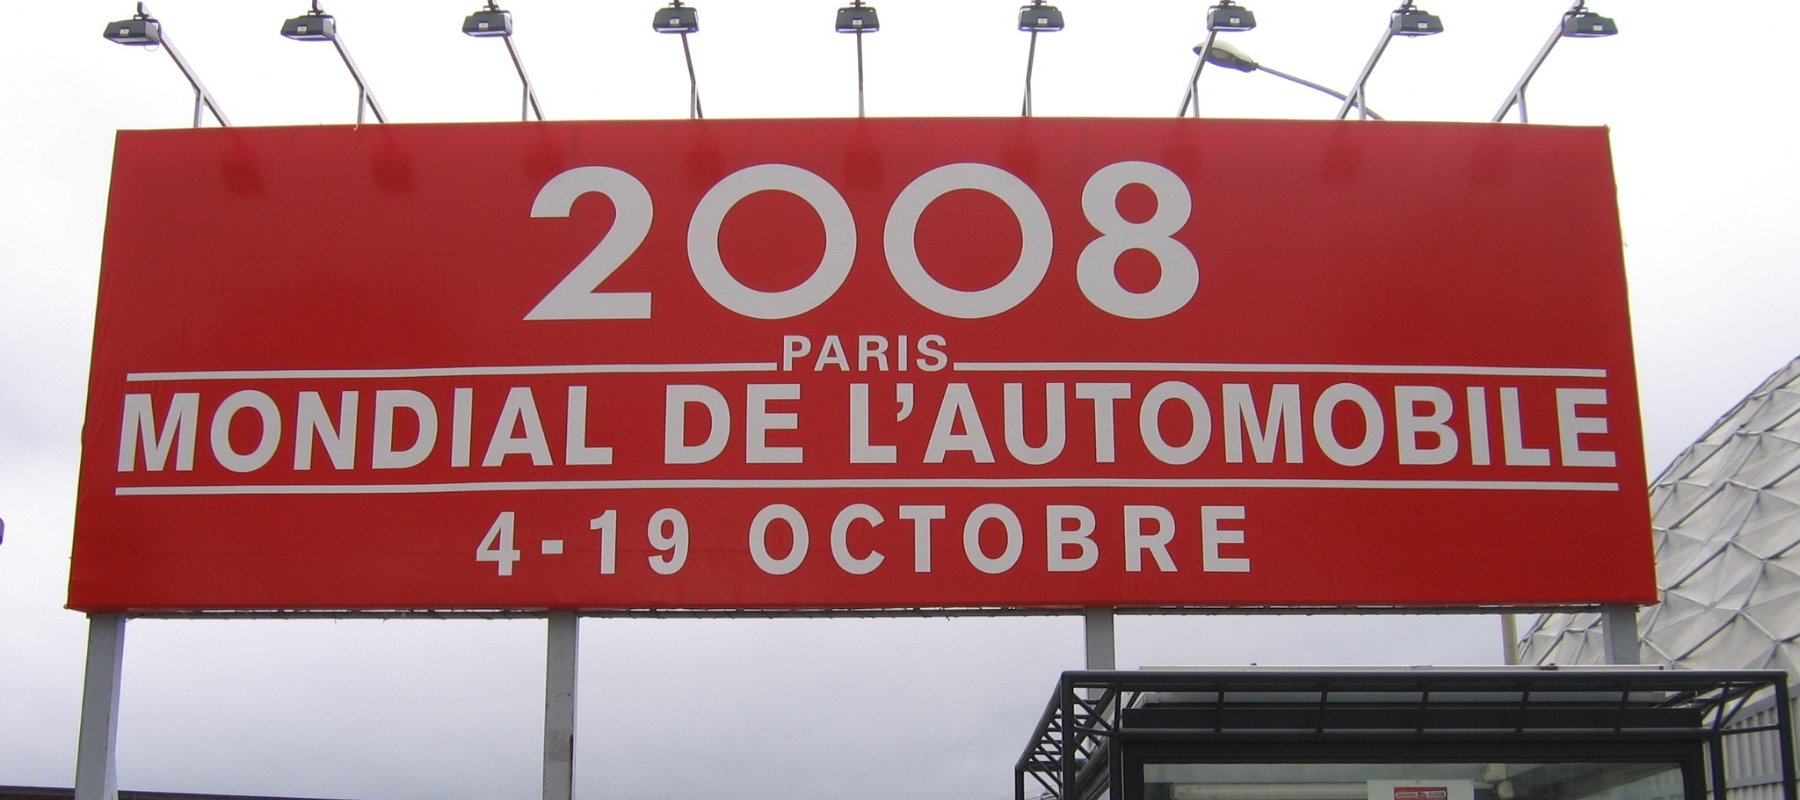 2008
PARIS
MONDIAL DE L'AUTOMOBILE
4-19 OCTOBRE